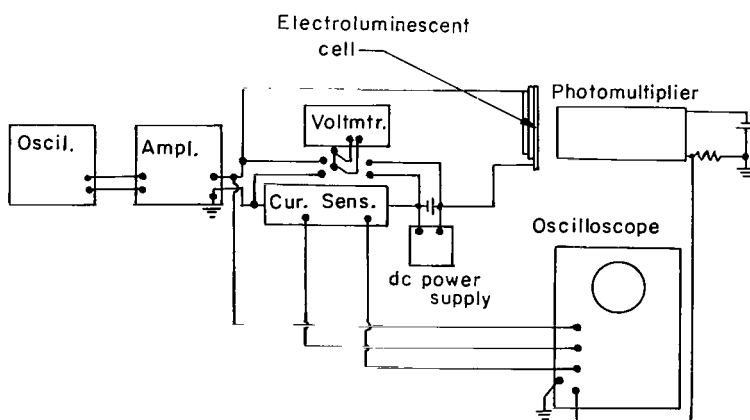 Electroluminescent
cell
Photomultiplier
Voltmtr.
Oscil.
Ampl.
Cur. Sens.
Oscilloscope
dc power
supply